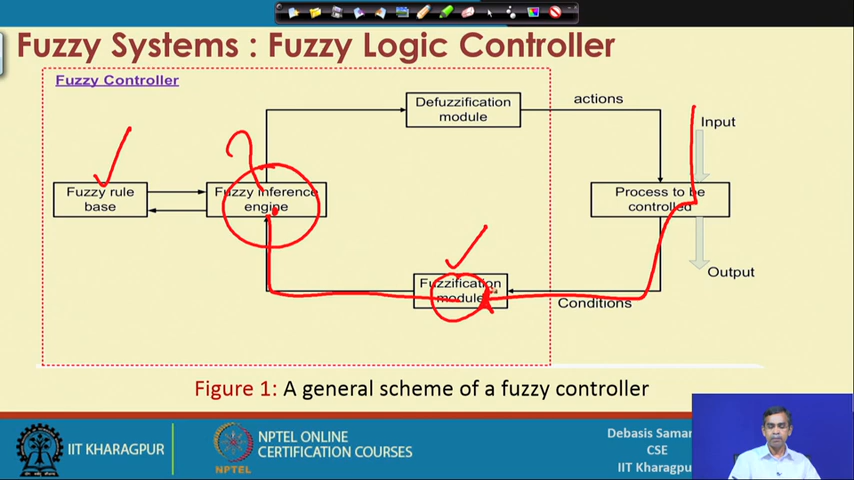 Fuzzy Systems : Fuzzy Logic Controller
Fuzzy Controller
Defuzzification
module
actions
Input
Fuzzy rule
base
Fuzzy inference
engine
Process to be
controlled
Fuzzification
module
Conditions
Output
Figure 1: A general scheme of a fuzzy controller
IIT KHARAGPUR
NPTEL
NPTEL ONLINE
CERTIFICATION COURSES
Debasis Saman
CSE
IIT Kharagpu